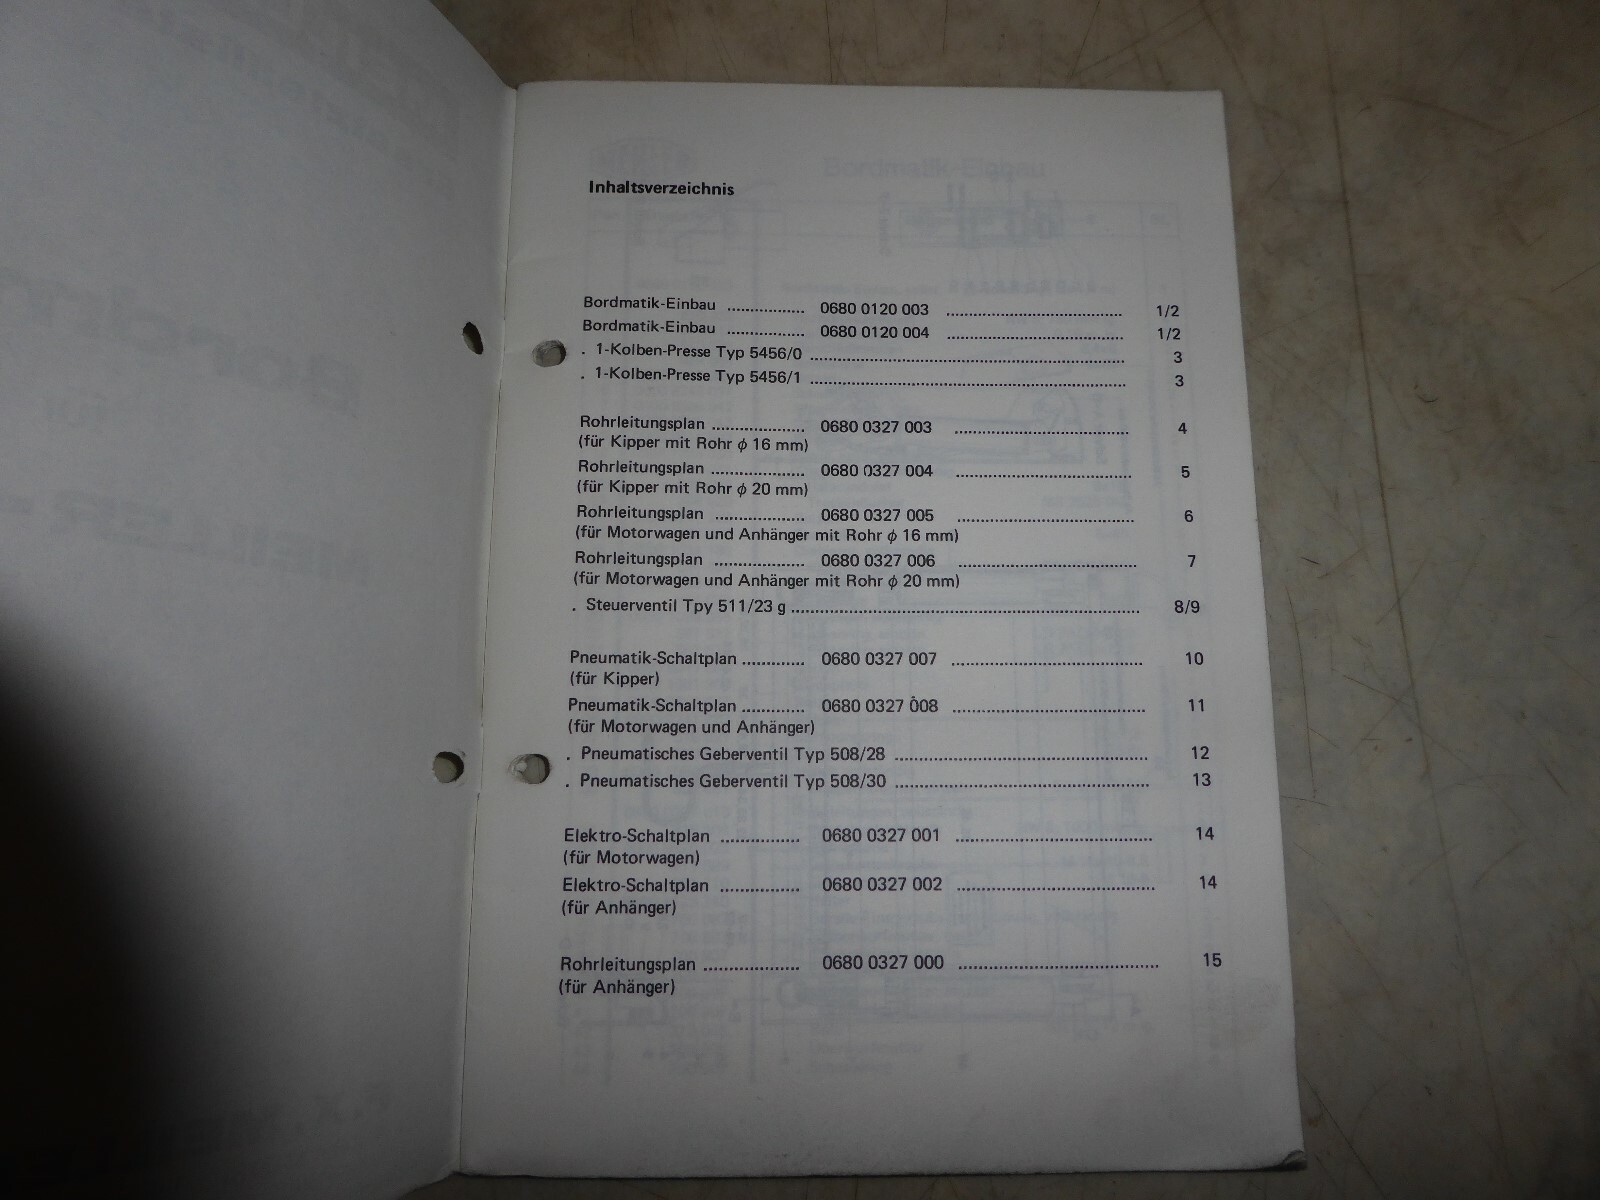 Inhaltsverzeichnis
Bordmatik-Einbau ................ 0680 0120 003 .................................... 1/2
Bordmatik-Einbau ................ 0680 0120 004 .................................... 1/2
. 1-Kolben-Presse Typ 5456/0 .................................................................. 3
. 1-Kolben-Presse Typ 5456/1 .................................................................. 3
Rohrleitungsplan ................... 0680 0327 003 .................................... 4
(für Kipper mit Rohr ϕ 16 mm)
Rohrleitungsplan ................... 0680 0327 004 .................................... 5
(für Kipper mit Rohr ϕ 20 mm)
Rohrleitungsplan ................... 0680 0327 005 .................................... 6
(für Motorwagen und Anhänger mit Rohr ϕ 16 mm)
Rohrleitungsplan ................... 0680 0327 006 .................................... 7
(für Motorwagen und Anhänger mit Rohr ϕ 20 mm)
. Steuerventil Tpy 511/23 g ........................................................................ 8/9
Pneumatik-Schaltplan ............. 0680 0327 007 ....................................... 10
(für Kipper)
Pneumatik-Schaltplan ............. 0680 0327 008 ....................................... 11
(für Motorwagen und Anhänger)
. Pneumatisches Geberventil Typ 508/28 .................................................... 12
. Pneumatisches Geberventil Typ 508/30 .................................................... 13
Elektro-Schaltplan ................ 0680 0327 001 ........................................ 14
(für Motorwagen)
Elektro-Schaltplan ................ 0680 0327 002 ........................................ 14
(für Anhänger)
Rohrleitungsplan ................... 0680 0327 000 ........................................ 15
(für Anhänger)